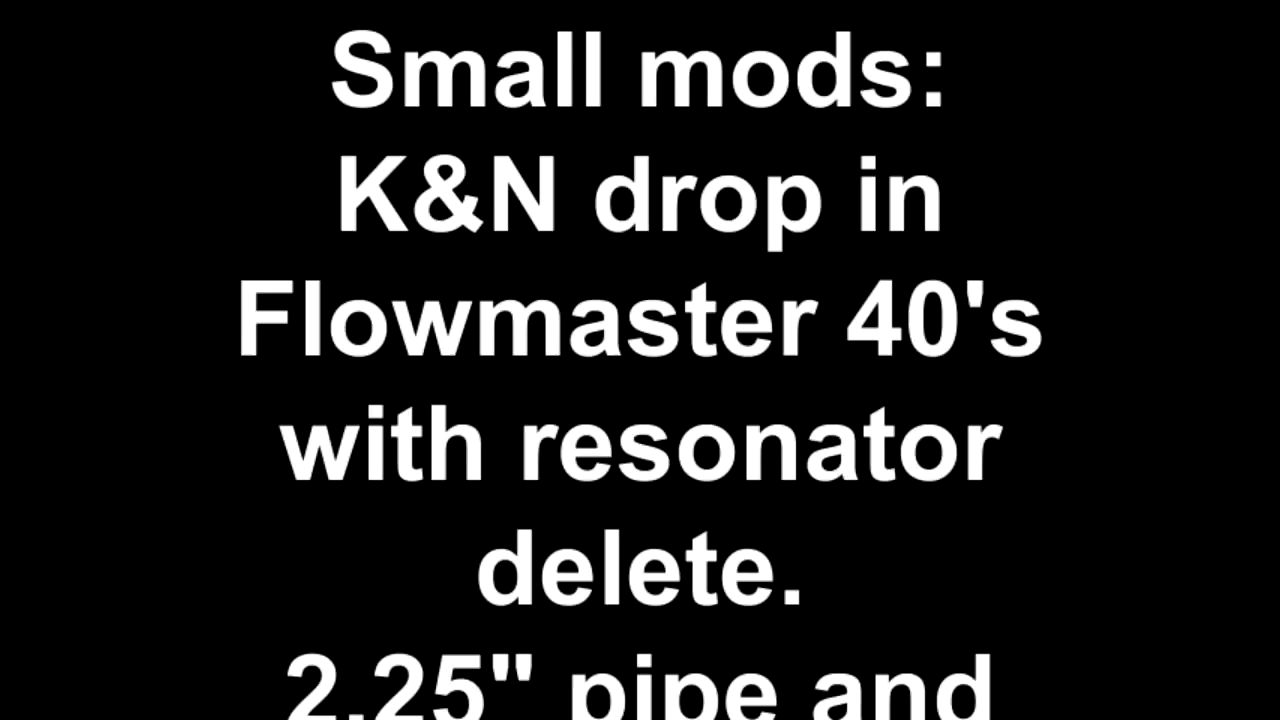 Small mods:
K&N drop in
Flowmaster 40's
with resonator
delete.
2.25" pipe and